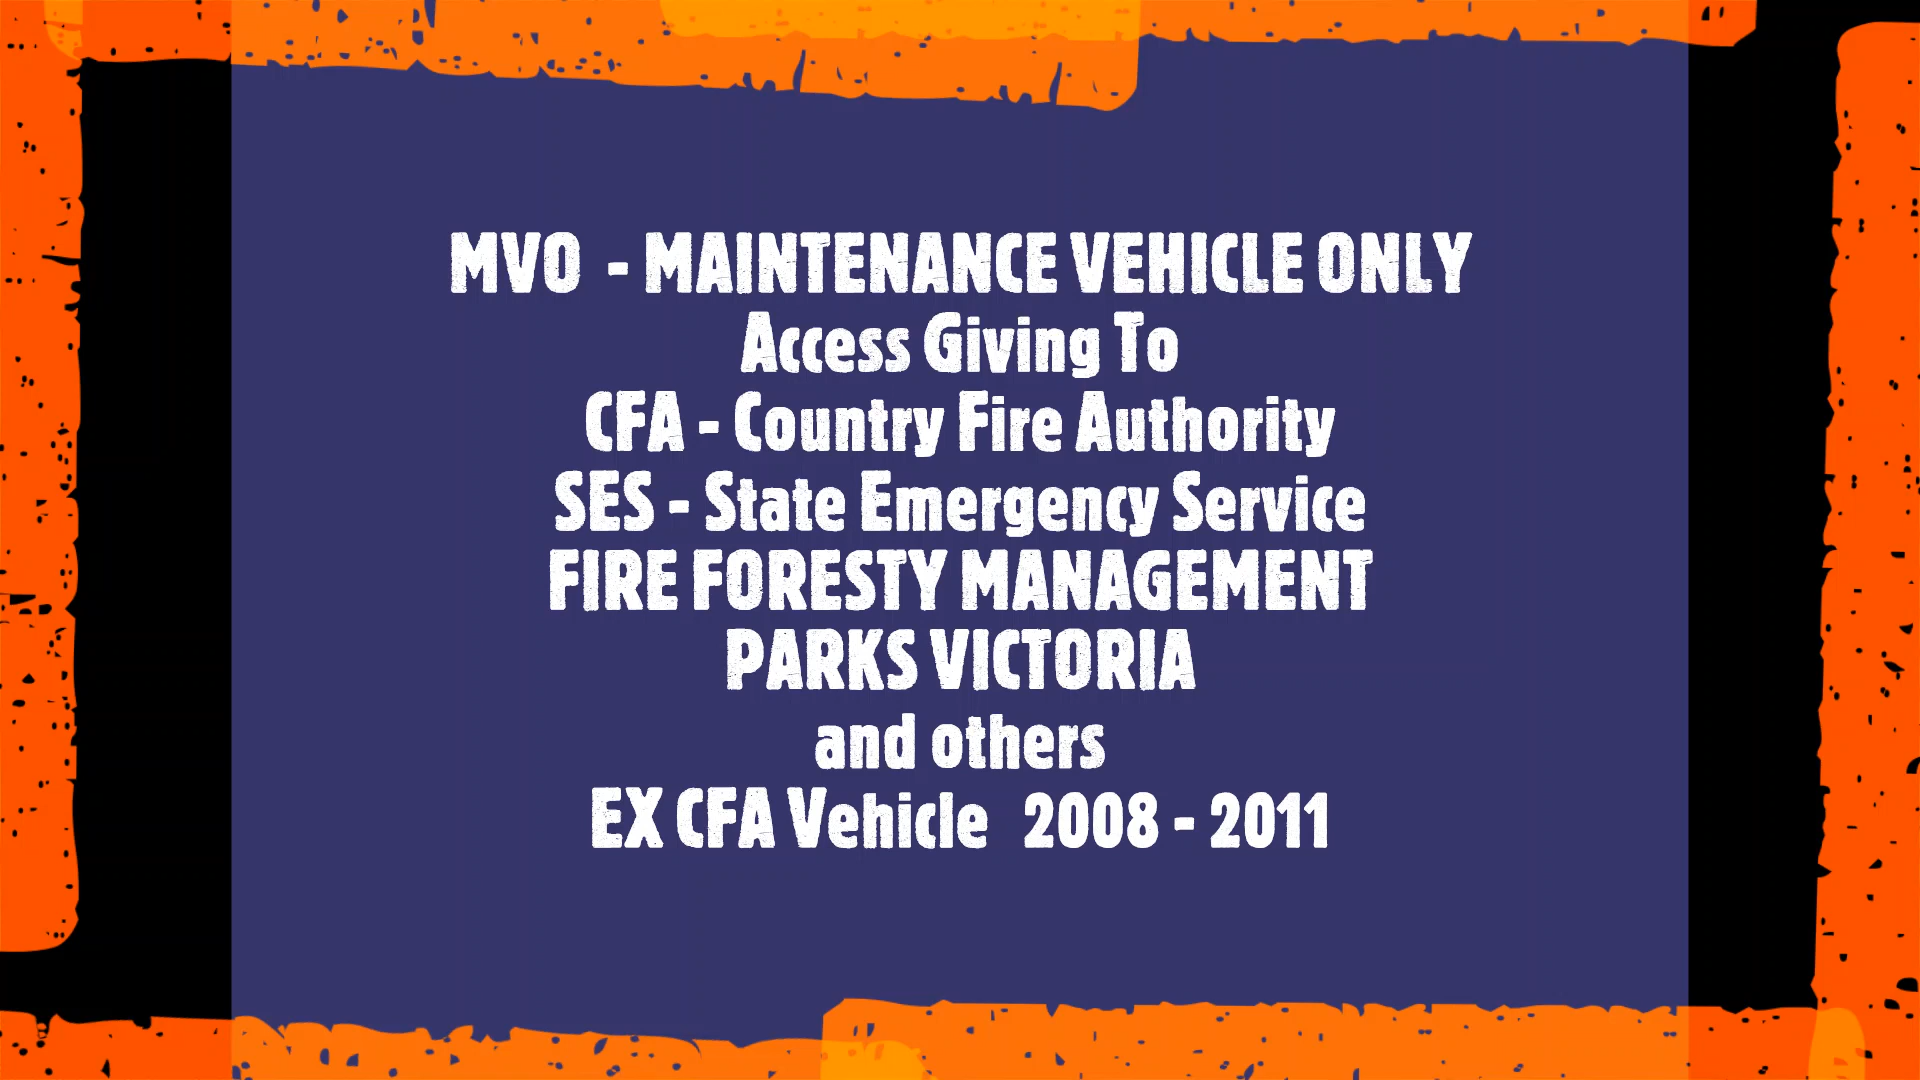 MVO - MAINTENANCE VEHICLE ONLY
Access Giving To
CFA - Country Fire Authority
SES - State Emergency Service
FIRE FORESTY MANAGEMENT
PARKS VICTORIA
and others
EX CFA Vehicle 2008 - 2011